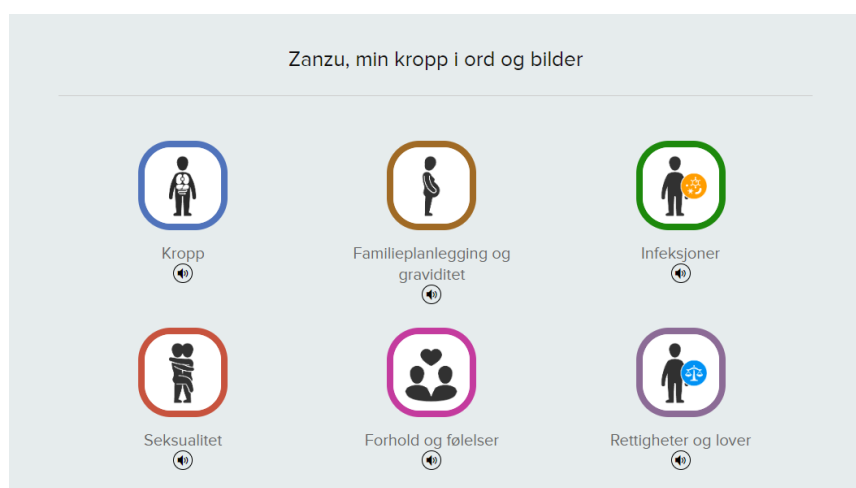 Zanzu, min kropp i ord og bilder
Kropp
Familieplanlegging og
graviditet
Infeksjoner
Seksualitet
Forhold og følelser
Rettigheter og lover